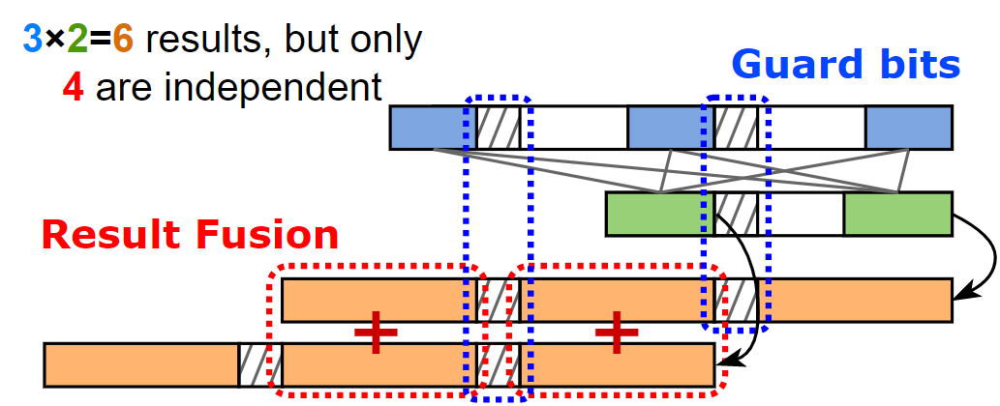 3×2=6 results, but only
4 are independent
Guard bits
Result Fusion
+
+